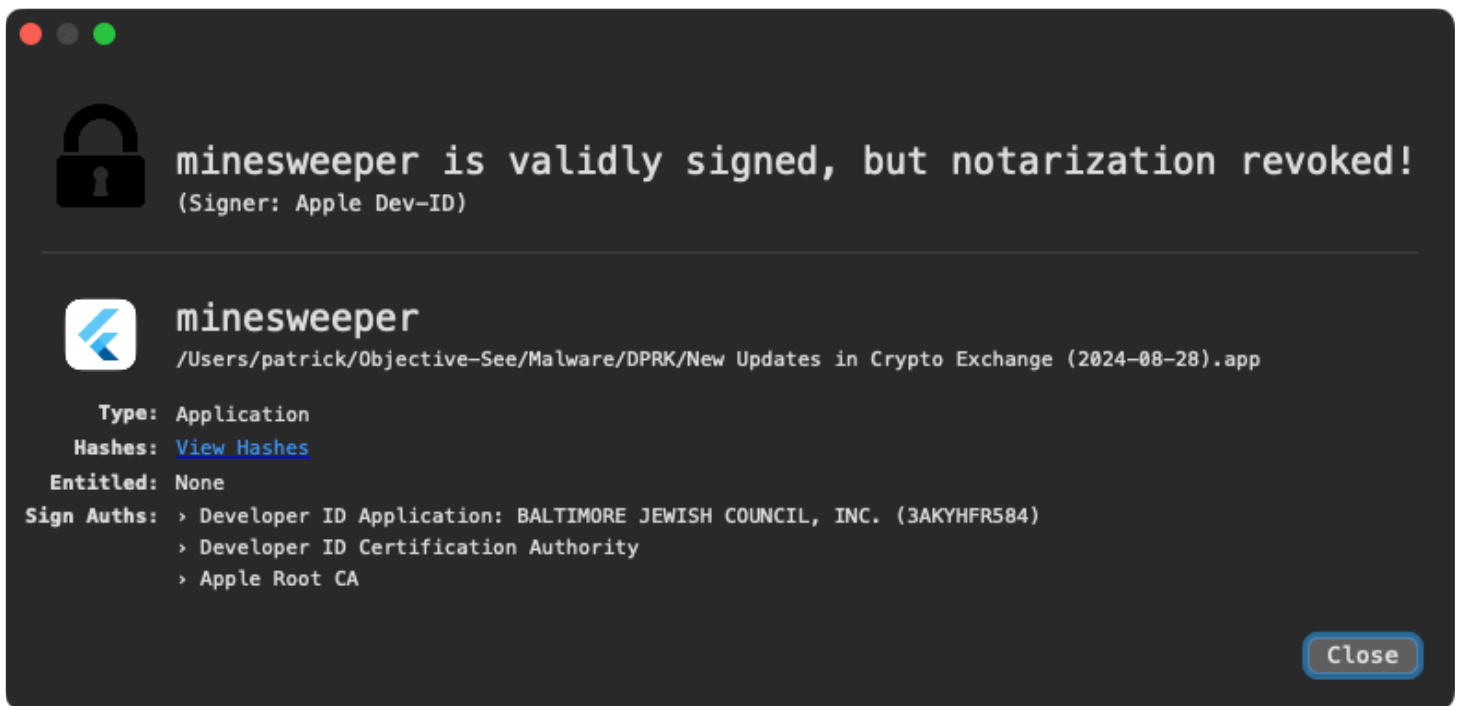 minesweeper is validly signed, but notarization revoked!
(Signer: Apple Dev-ID)
minesweeper
/Users/patrick/Objective-See/Malware/DPRK/New Updates in Crypto Exchange (2024-08-28).app
Type: Application
Hashes: View Hashes
Entitled: None
Sign Auths: › Developer ID Application: BALTIMORE JEWISH COUNCIL, INC. (3AKYHFR584)
› Developer ID Certification Authority
› Apple Root CA
Close